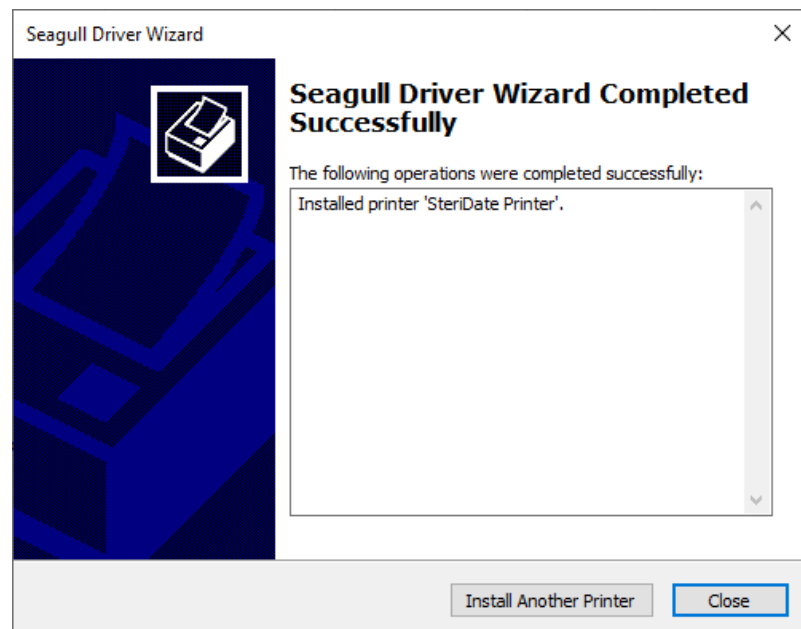 Seagull Driver Wizard
Seagull Driver Wizard Completed
Successfully
The following operations were completed successfully:
Installed printer 'SteriDate Printer'.
Install Another Printer
Close